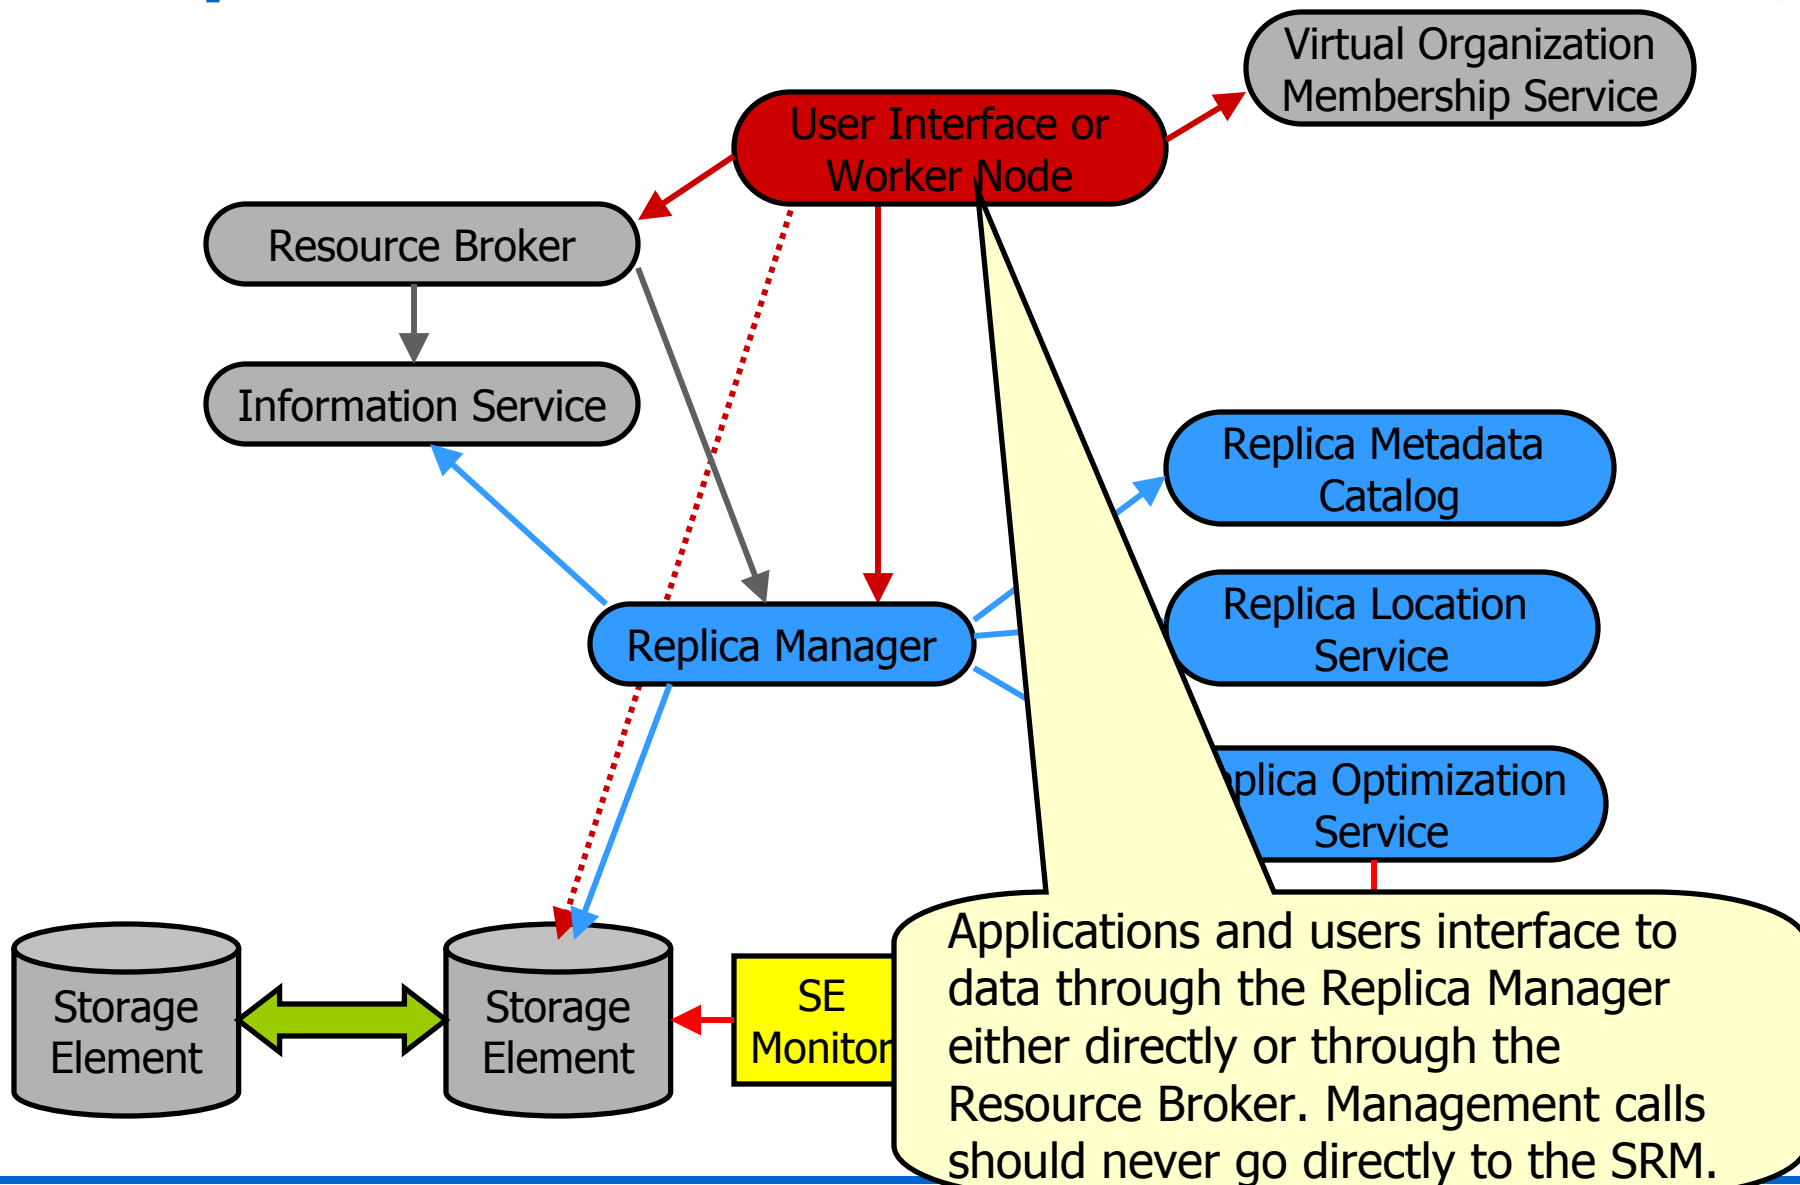 Virtual Organization
Membership Service
User Interface or
Worker Node
Resource Broker
Information Service
Replica Metadata
Catalog
Replica Location
Service
Replica Manager
Optimization
Service
Storage
Element
Storage
Element
SE
Monitor
Applications and users interface to
data through the Replica Manager
either directly or through the
Resource Broker. Management calls
should never go directly to the SRM.